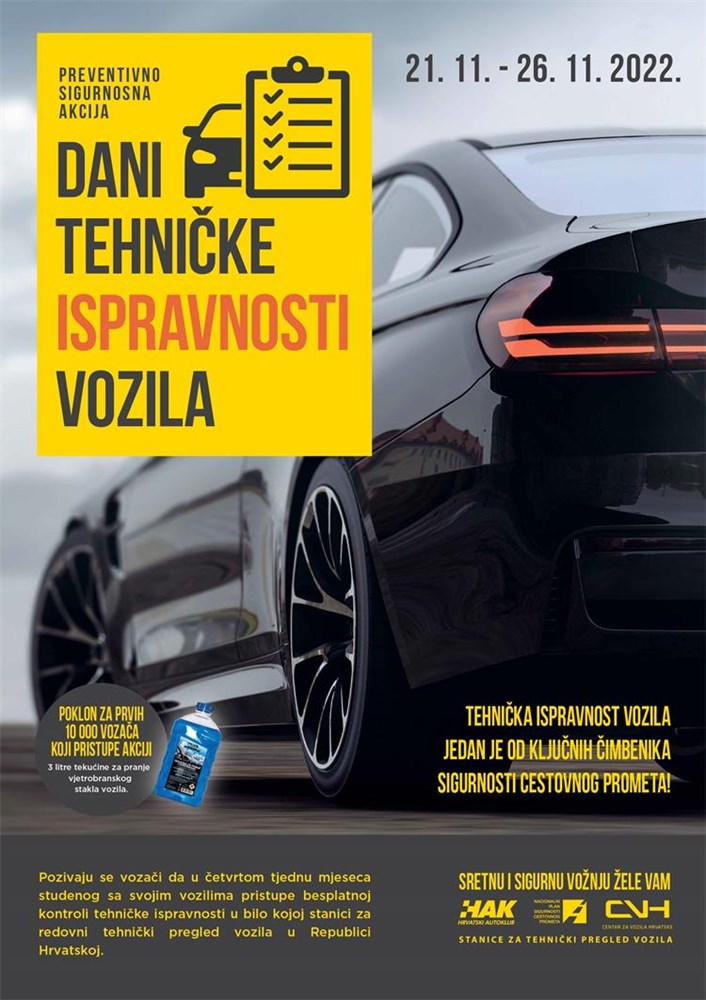 PREVENTIVNO
SIGURNOSNA
AKCIJA
DANI
TEHNIČKE
ISPRAVNOSTI
VOZILA
21. 11. - 26. 11. 2022.
POKLON ZA PRVIH
10 000 VOZAČA
KOJI PRISTUPE AKCIJI
3 litre tekućine za pranje
vjetrobranskog
stakla vozila.
TEHNIČKA ISPRAVNOST VOZILA
JEDAN JE OD KLJUČNIH ČIMBENIKA
SIGURNOSTI CESTOVNOG PROMETA!
Pozivaju se vozači da u četvrtom tjednu mjeseca
studenog sa svojim vozilima pristupe besplatnoj
kontroli tehničke ispravnosti u bilo kojoj stanici za
redovni tehnički pregled vozila u Republici
Hrvatskoj.
SRETNU I SIGURNU VOŽNJU ŽELE VAM
HAK
HRVATSKI AUTOKLUB
NACIONALNI
PLAN
SIGURNOSTI
CESTOVNOG
PROMETA
CVH
CENTAR ZA VOZILA HRVATSKE
STANICE ZA TEHNIČKI PREGLED VOZILA